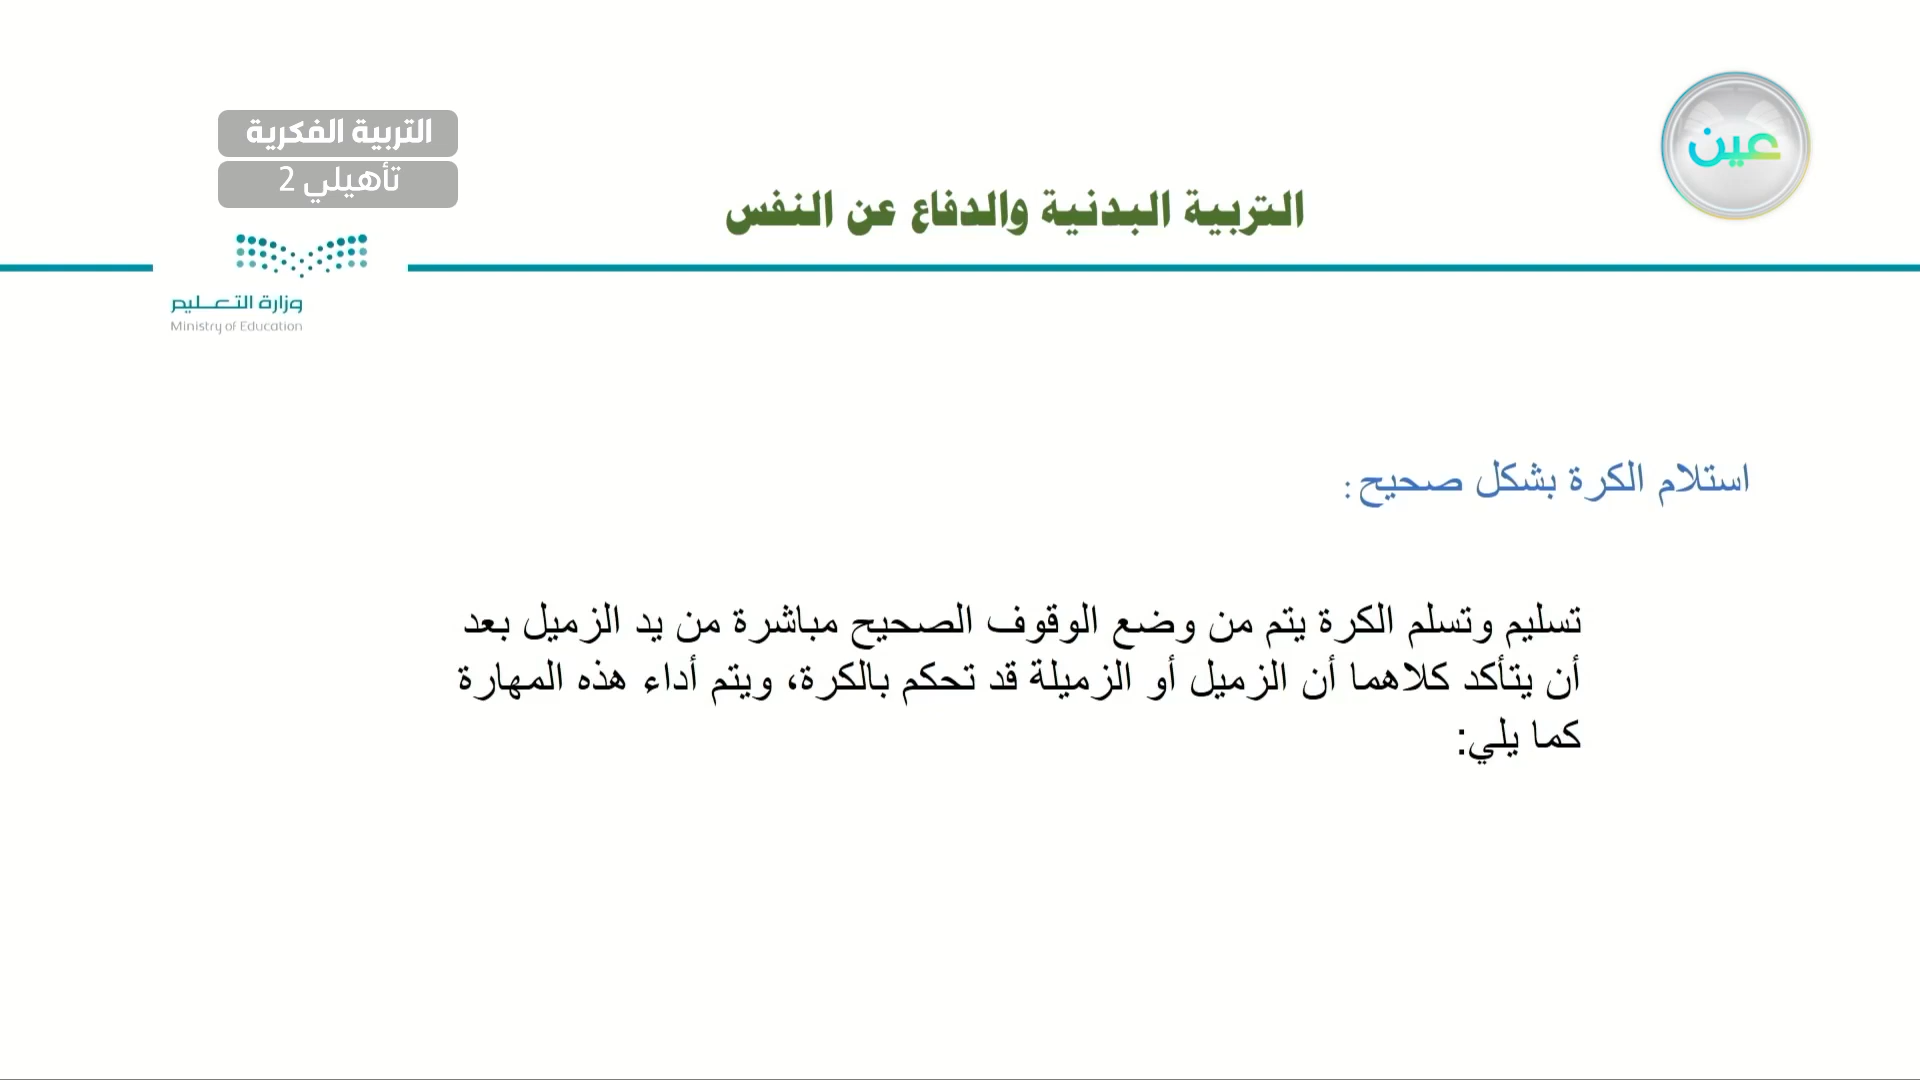 عين
التربية الفكرية
تأهيلي 2
التربية البدنية والدفاع عن النفس
وزارة التعليم
Ministry of Education
استلام الكرة بشكل صحيح:
تسليم وتسلم الكرة يتم من وضع الوقوف الصحيح مباشرة من يد الزميل بعد
أن يتأكد كلاهما أن الزميل أو الزميلة قد تحكم بالكرة، ويتم أداء هذه المهارة
كما يلي: